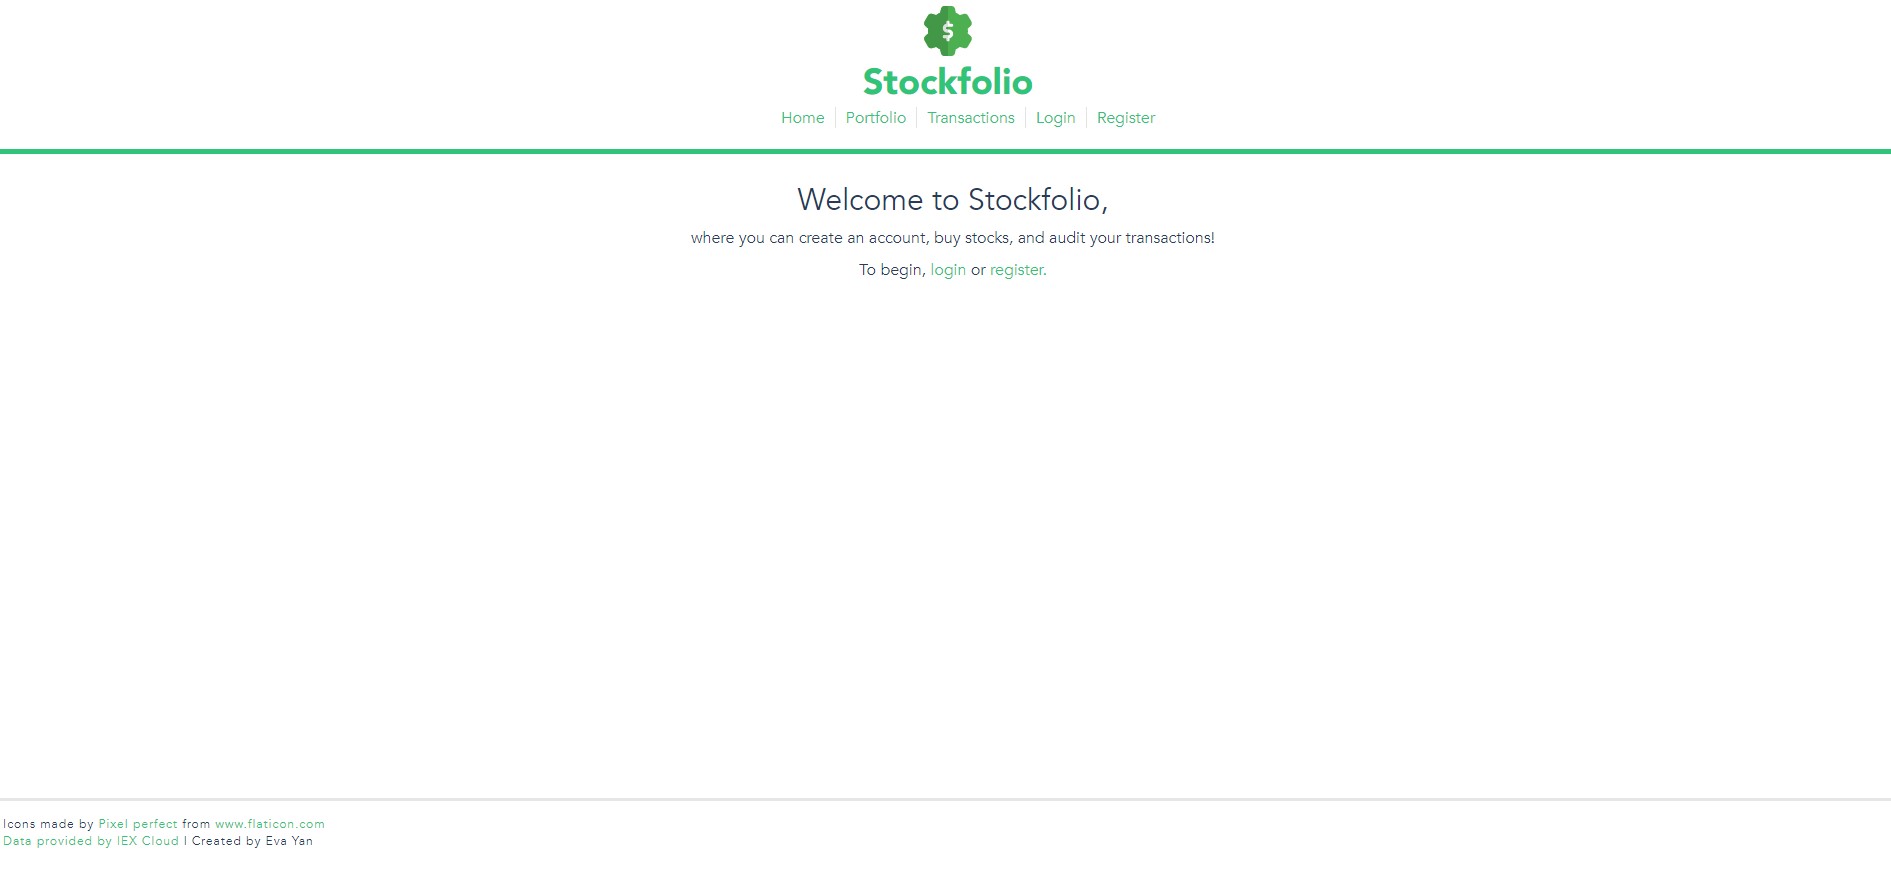 $
Stockfolio
Home Portfolio Transactions Login Register
Welcome to Stockfolio,
where you can create an account, buy stocks, and audit your transactions!
To begin, login or register.
Icons made by Pixel perfect from www.flaticon.com
Data provided by IEX Cloud | Created by Eva Yan